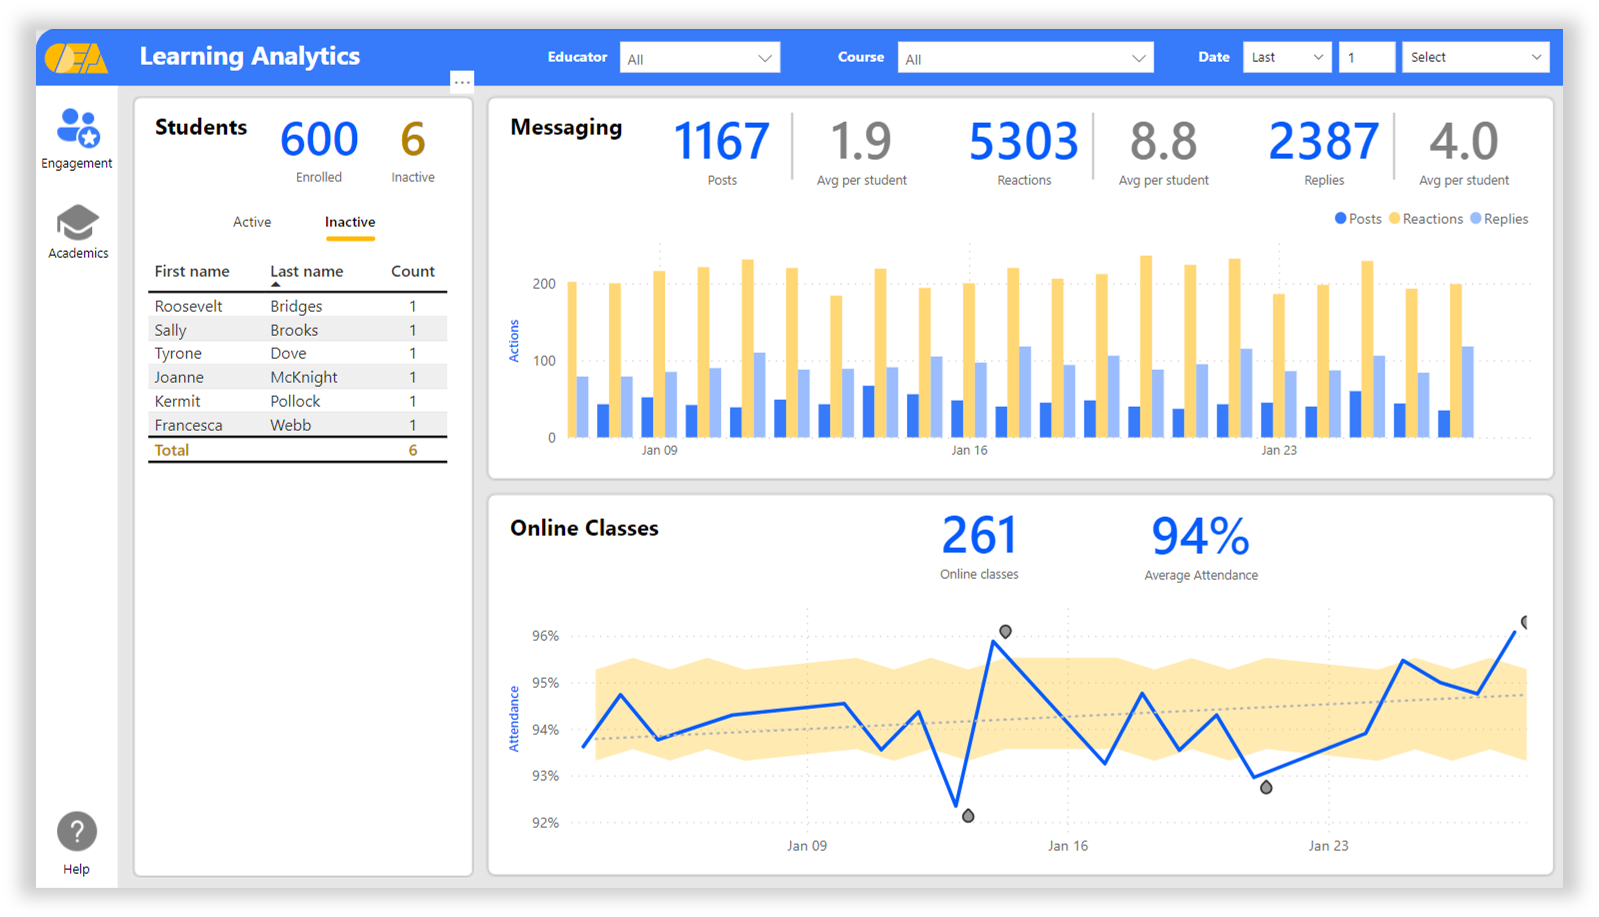 OEA
Learning Analytics
Educator
All
Course
All
Date
Last
1
Select
...
Engagement
Academics
Help
Students
600
Enrolled
6
Inactive
Active
Inactive
First name Last name Count
Roosevelt Bridges 1
Sally Brooks 1
Tyrone Dove 1
Joanne McKnight 1
Kermit Pollock 1
Francesca Webb 1
Total 6
Messaging
1167
Posts
1.9
Avg per student
5303
Reactions
8.8
Avg per student
2387
Replies
4.0
Avg per student
Posts Reactions Replies
Actions
200
100
0
Jan 09 Jan 16 Jan 23
Online Classes
261
Online classes
94%
Average Attendance
Attendance
96%
95%
94%
93%
92%
Jan 09 Jan 16 Jan 23
?